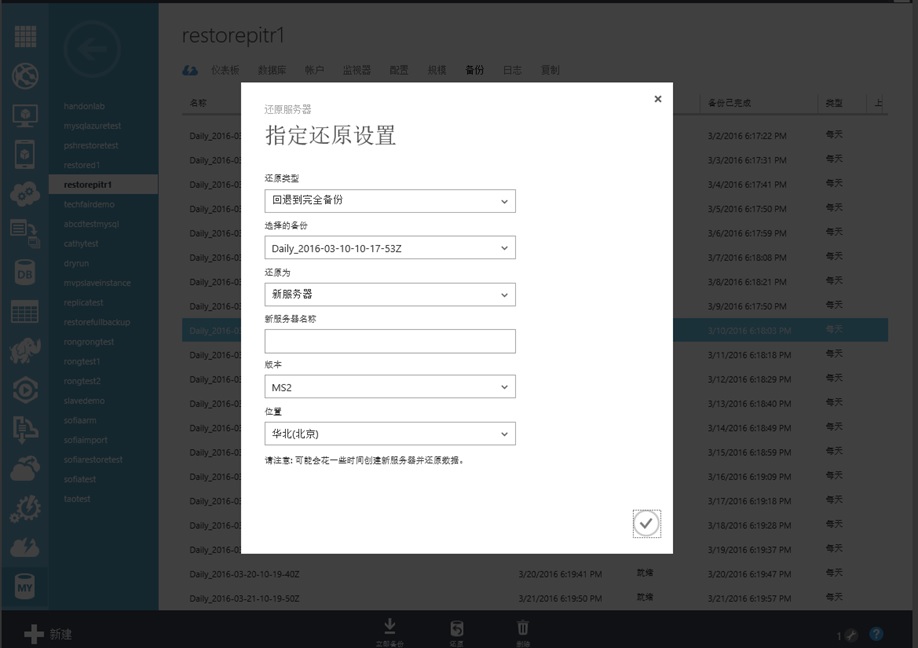 restorepitr1
仪表板 数据库 帐户 监视器 配置 规模 备份 日志 复制
handonlab
mysqlazuretest
pshrestoretest
restored1
restorepitr1
techfairdemo
abcdtestmysql
cathytest
dryrun
mxpslaveinstance
replicatest
restorefullbackup
rongrongtest
rongtest1
rongtest2
slavedemo
sofiaarm
sofiaimport
sofiarestoretest
sofiatest
taotest
DB
MY
名称 备份已完成 类型 上
还原服务器
指定还原设置
还原类型
回退到完全备份
选择的备份
Daily_2016-03-10-10-17-53Z
还原为
新服务器
新服务器名称
版本
MS2
位置
华北(北京)
请注意: 可能会花一些时间创建新服务器并还原数据。
Daily_2016-03 3/2/2016 6:17:22 PM 每天
Daily_2016-03 3/3/2016 6:17:31 PM 每天
Daily_2016-03 3/4/2016 6:17:41 PM 每天
Daily_2016-03 3/5/2016 6:17:50 PM 每天
Daily_2016-03 3/6/2016 6:17:59 PM 每天
Daily_2016-03 3/7/2016 6:18:08 PM 每天
Daily_2016-03 3/8/2016 6:18:21 PM 每天
Daily_2016-03 3/9/2016 6:17:50 PM 每天
Daily_2016-0 3/10/2016 6:18:03 PM 每天
Daily_2016-03 3/11/2016 6:18:18 PM 每天
Daily_2016-03 3/12/2016 6:18:29 PM 每天
Daily_2016-03 3/13/2016 6:18:40 PM 每天
Daily_2016-03 3/14/2016 6:18:49 PM 每天
Daily_2016-03 3/15/2016 6:18:59 PM 每天
Daily_2016-03 3/16/2016 6:19:09 PM 每天
Daily_2016-03 3/17/2016 6:19:18 PM 每天
Daily_2016-03 3/18/2016 6:19:28 PM 每天
Daily_2016-03 3/19/2016 6:19:37 PM 每天
Daily_2016-03-20-10-19-40Z 3/20/2016 6:19:41 PM 就绪 3/20/2016 6:19:47 PM 每天
Daily_2016-03-21-10-19-50Z 3/21/2016 6:19:50 PM 就绪 3/21/2016 6:19:57 PM 每天
新建 立即备份 还原 删除 1 ?